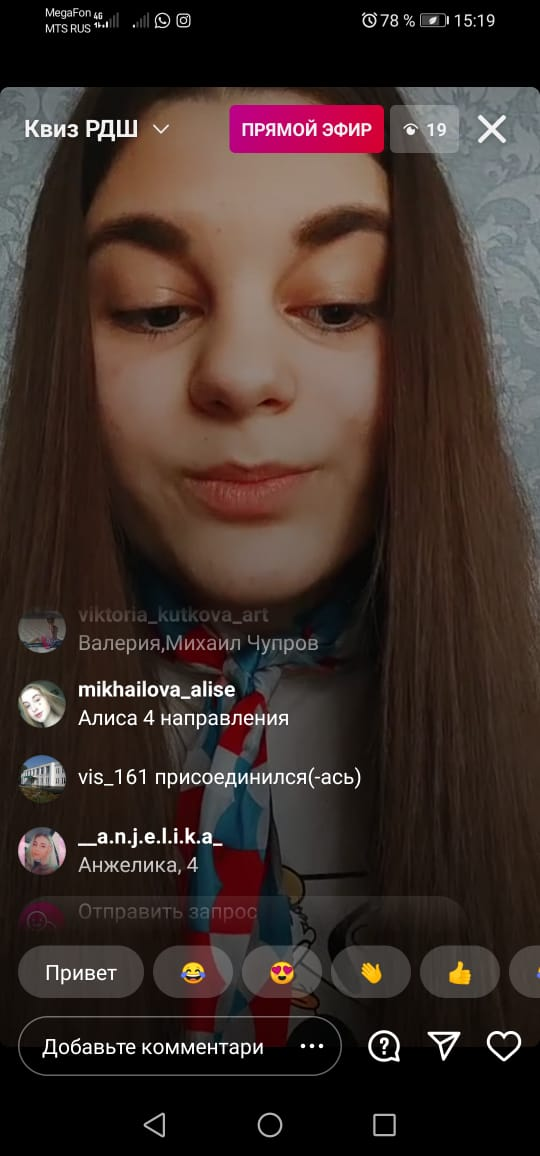 MegaFon 4G
MTS RUS
78 % 15:19
Квиз РДШ
ПРЯМОЙ ЭФИР
19
viktoria_kutkova_art
Валерия,Михаил Чупров
mikhailova_alise
Алиса 4 направления
vis_161 присоединился(-ась)
__a.n.j.e.l.i.k.a_
Анжелика, 4
Отправить запрос
Привет
Добавьте комментари